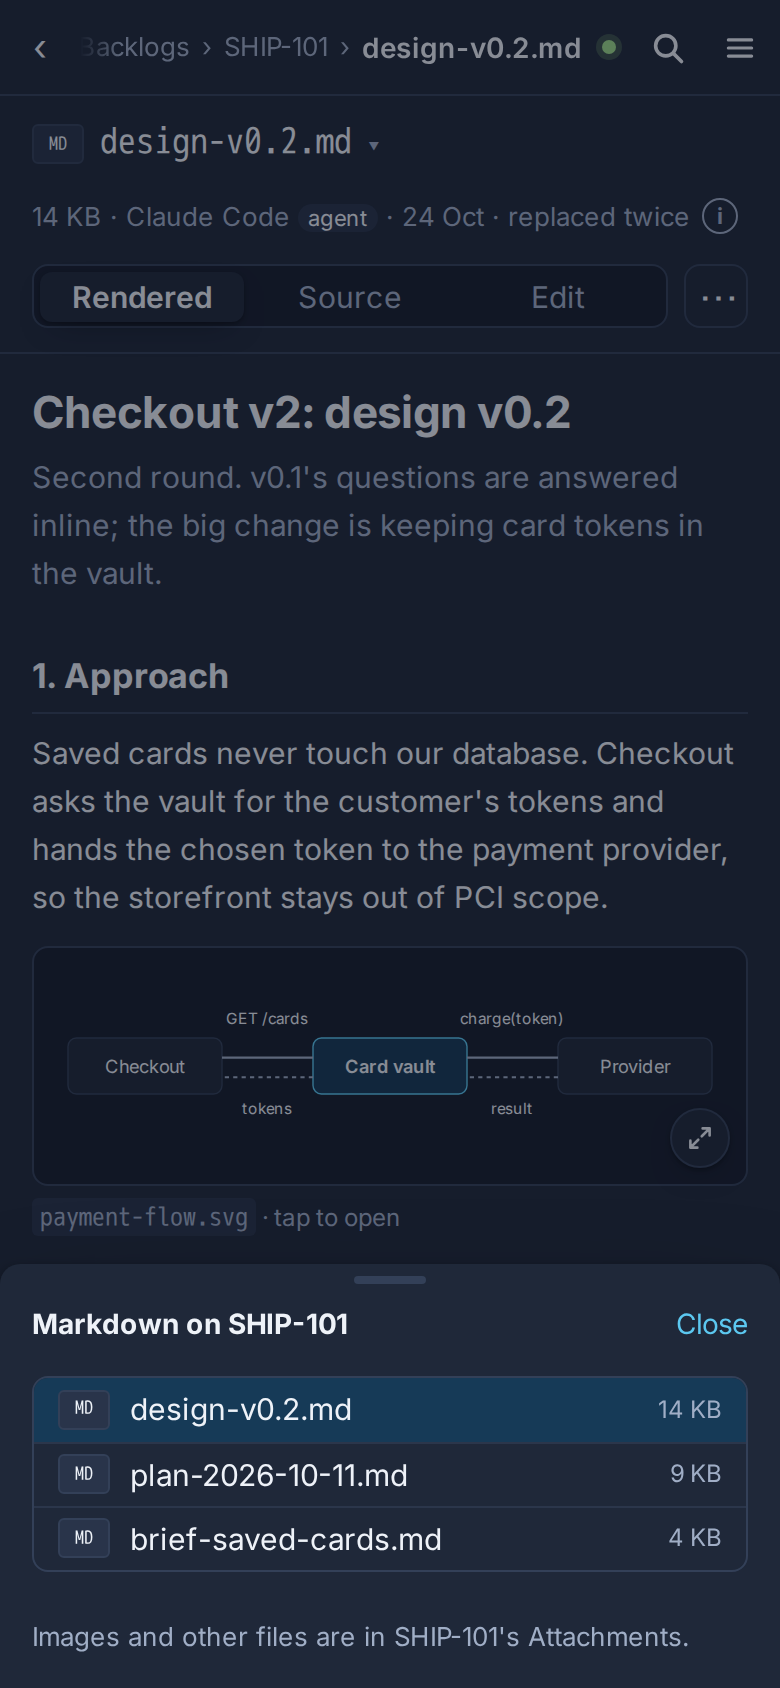 ‹ Backlogs › SHIP-101 › design-v0.2.md
MD design-v0.2.md ▾
14 KB · Claude Code agent · 24 Oct · replaced twice i
Rendered Source Edit ···
Checkout v2: design v0.2
Second round. v0.1's questions are answered
inline; the big change is keeping card tokens in
the vault.
1. Approach
Saved cards never touch our database. Checkout
asks the vault for the customer's tokens and
hands the chosen token to the payment provider,
so the storefront stays out of PCI scope.
GET /cards charge(token)
Checkout Card vault Provider
tokens result
payment-flow.svg · tap to open
Markdown on SHIP-101 Close
MD design-v0.2.md 14 KB
MD plan-2026-10-11.md 9 KB
MD brief-saved-cards.md 4 KB
Images and other files are in SHIP-101's Attachments.